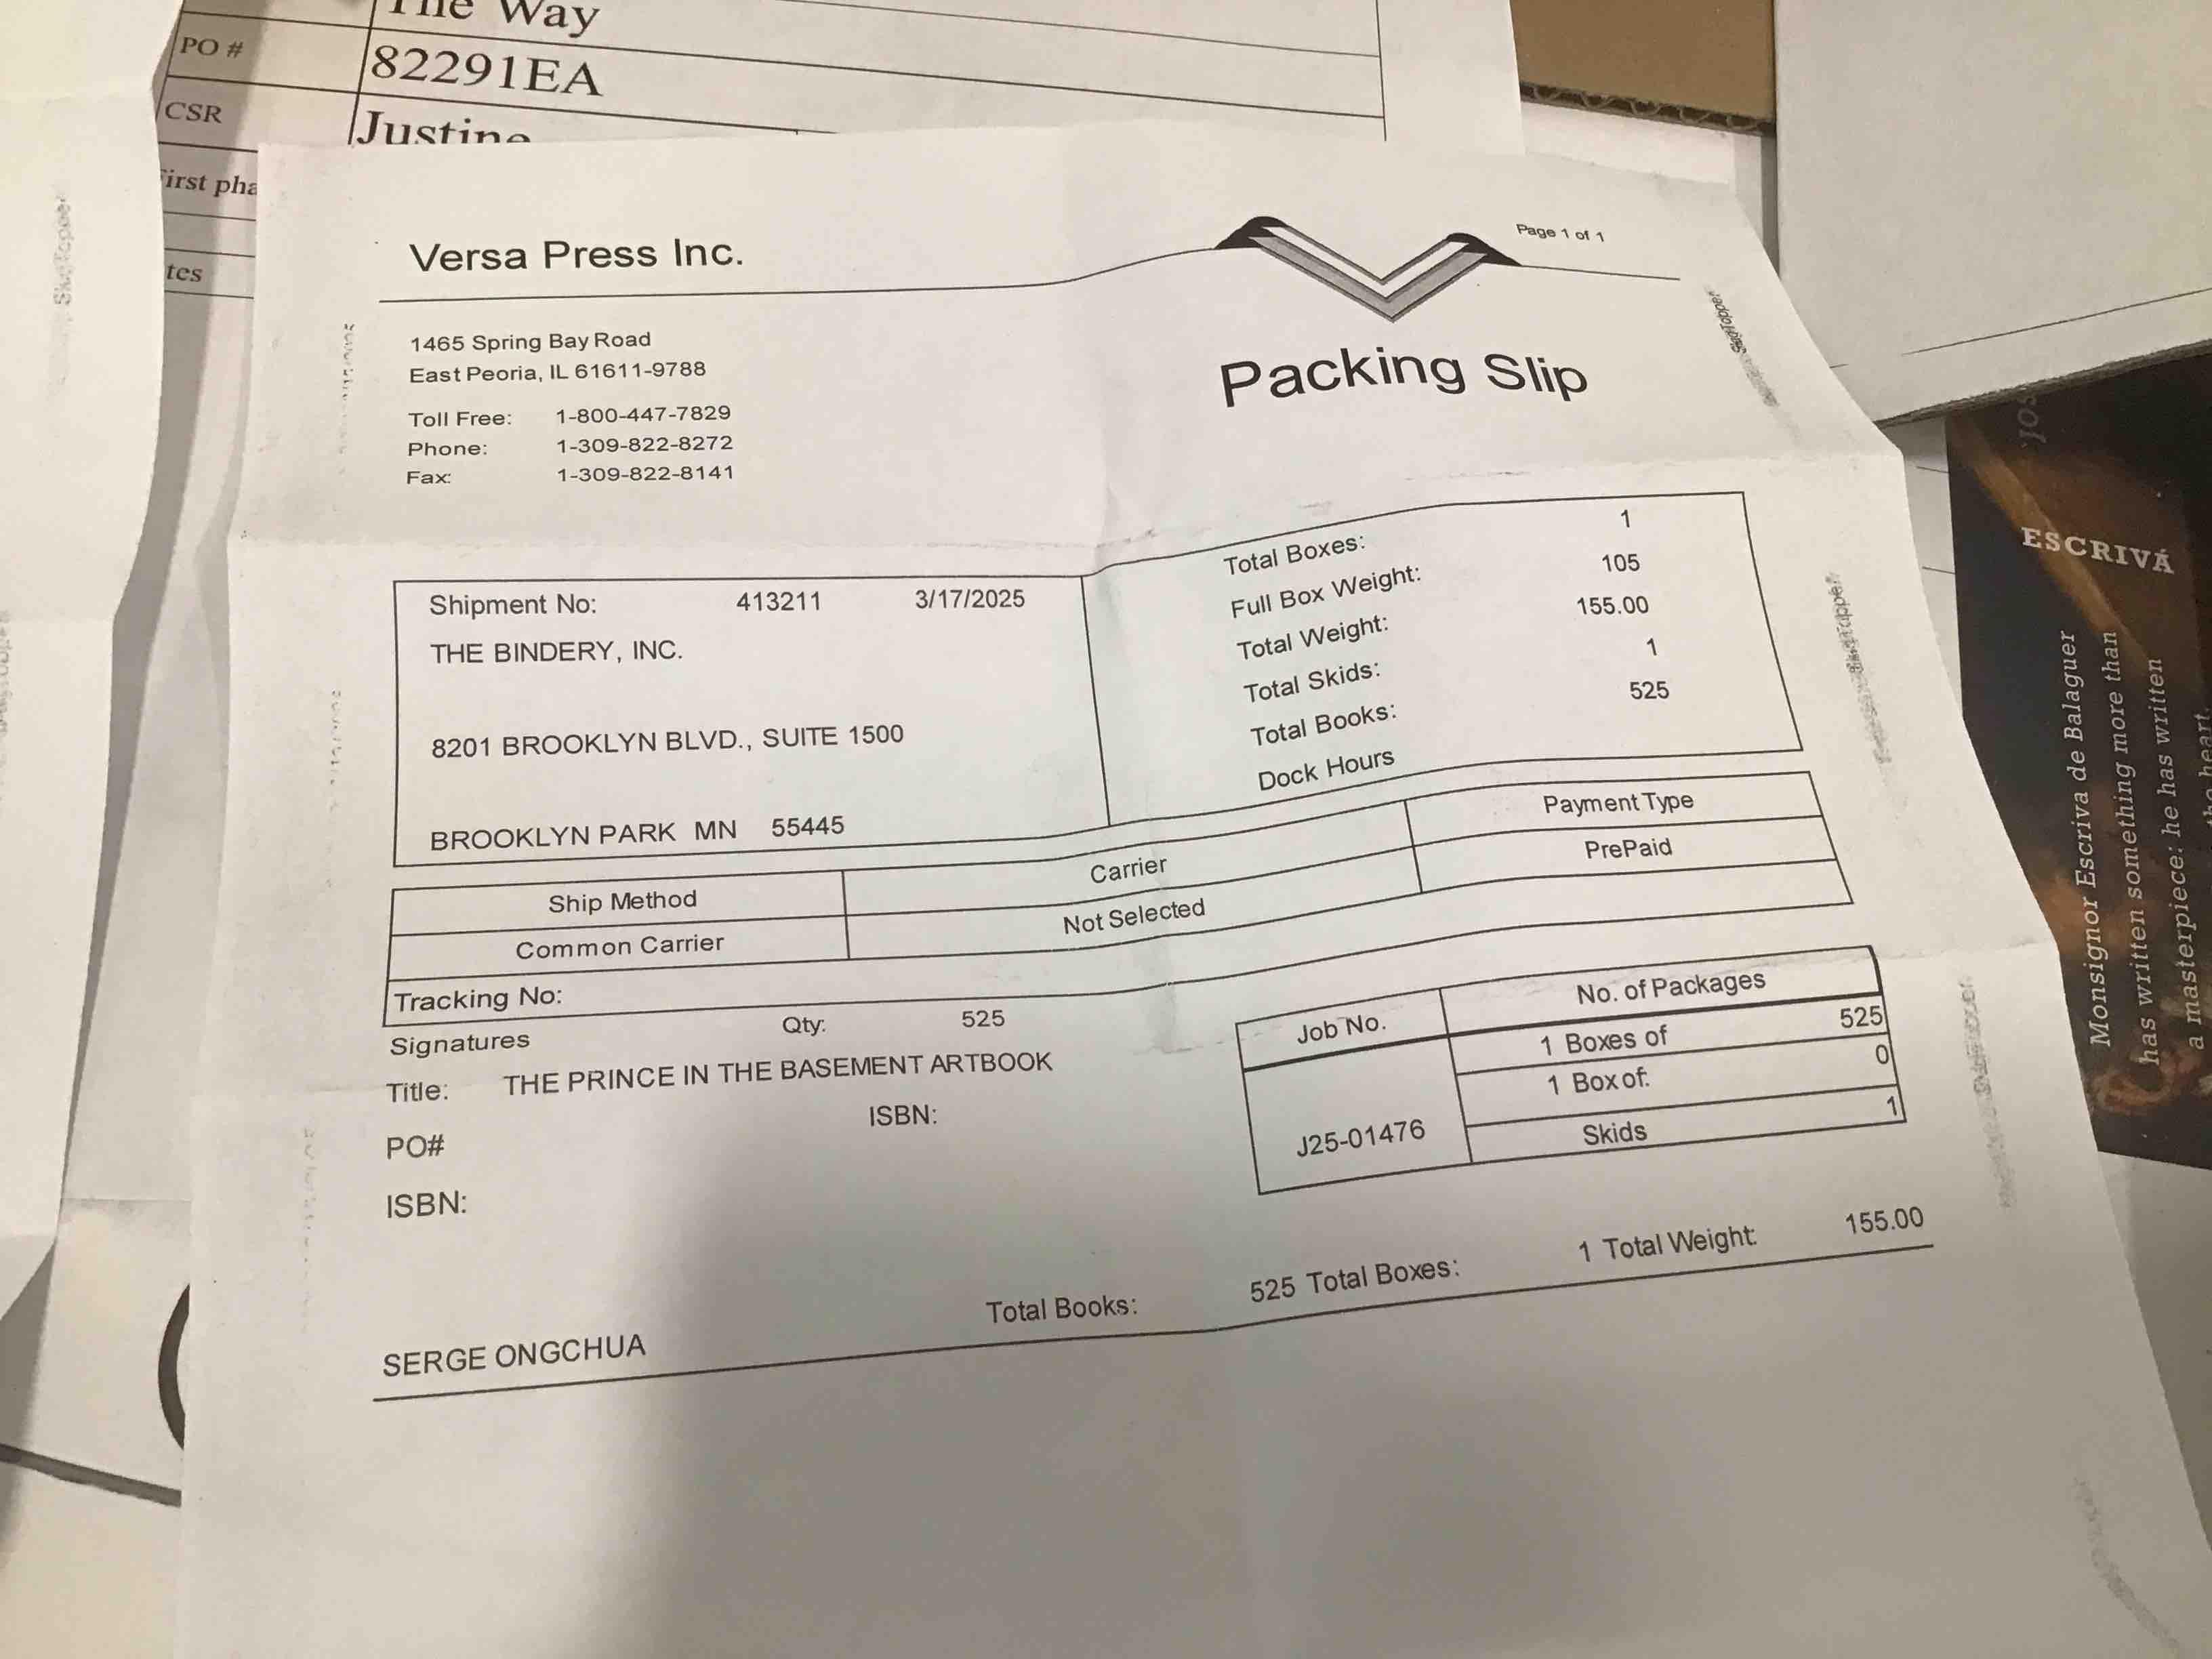 The Way
PO # 82291EA
CSR Justine
tes
Versa Press Inc.
Page 1 of 1
1465 Spring Bay Road
East Peoria, IL 61611-9788
Toll Free: 1-800-447-7829
Phone: 1-309-822-8272
Fax: 1-309-822-8141
Packing Slip
Shipment No: 413211 3/17/2025
THE BINDERY, INC.
8201 BROOKLYN BLVD., SUITE 1500
BROOKLYN PARK MN 55445
Total Boxes: 1
Full Box Weight: 105
Total Weight: 155.00
Total Skids: 1
Total Books: 525
Dock Hours
Ship Method Carrier Payment Type
Common Carrier Not Selected PrePaid
Tracking No:
Signatures Qty: 525
Title: THE PRINCE IN THE BASEMENT ARTBOOK
ISBN:
PO#
ISBN:
Job No. No. of Packages
J25-01476
1 Boxes of 525
1 Box of: 0
Skids 1
Total Books: 525 Total Boxes: 1 Total Weight: 155.00
SERGE ONGCHUA
ESCRIVÁ
Monsignor Escriva de Balaguer
has written something more than
a masterpiece: he has written